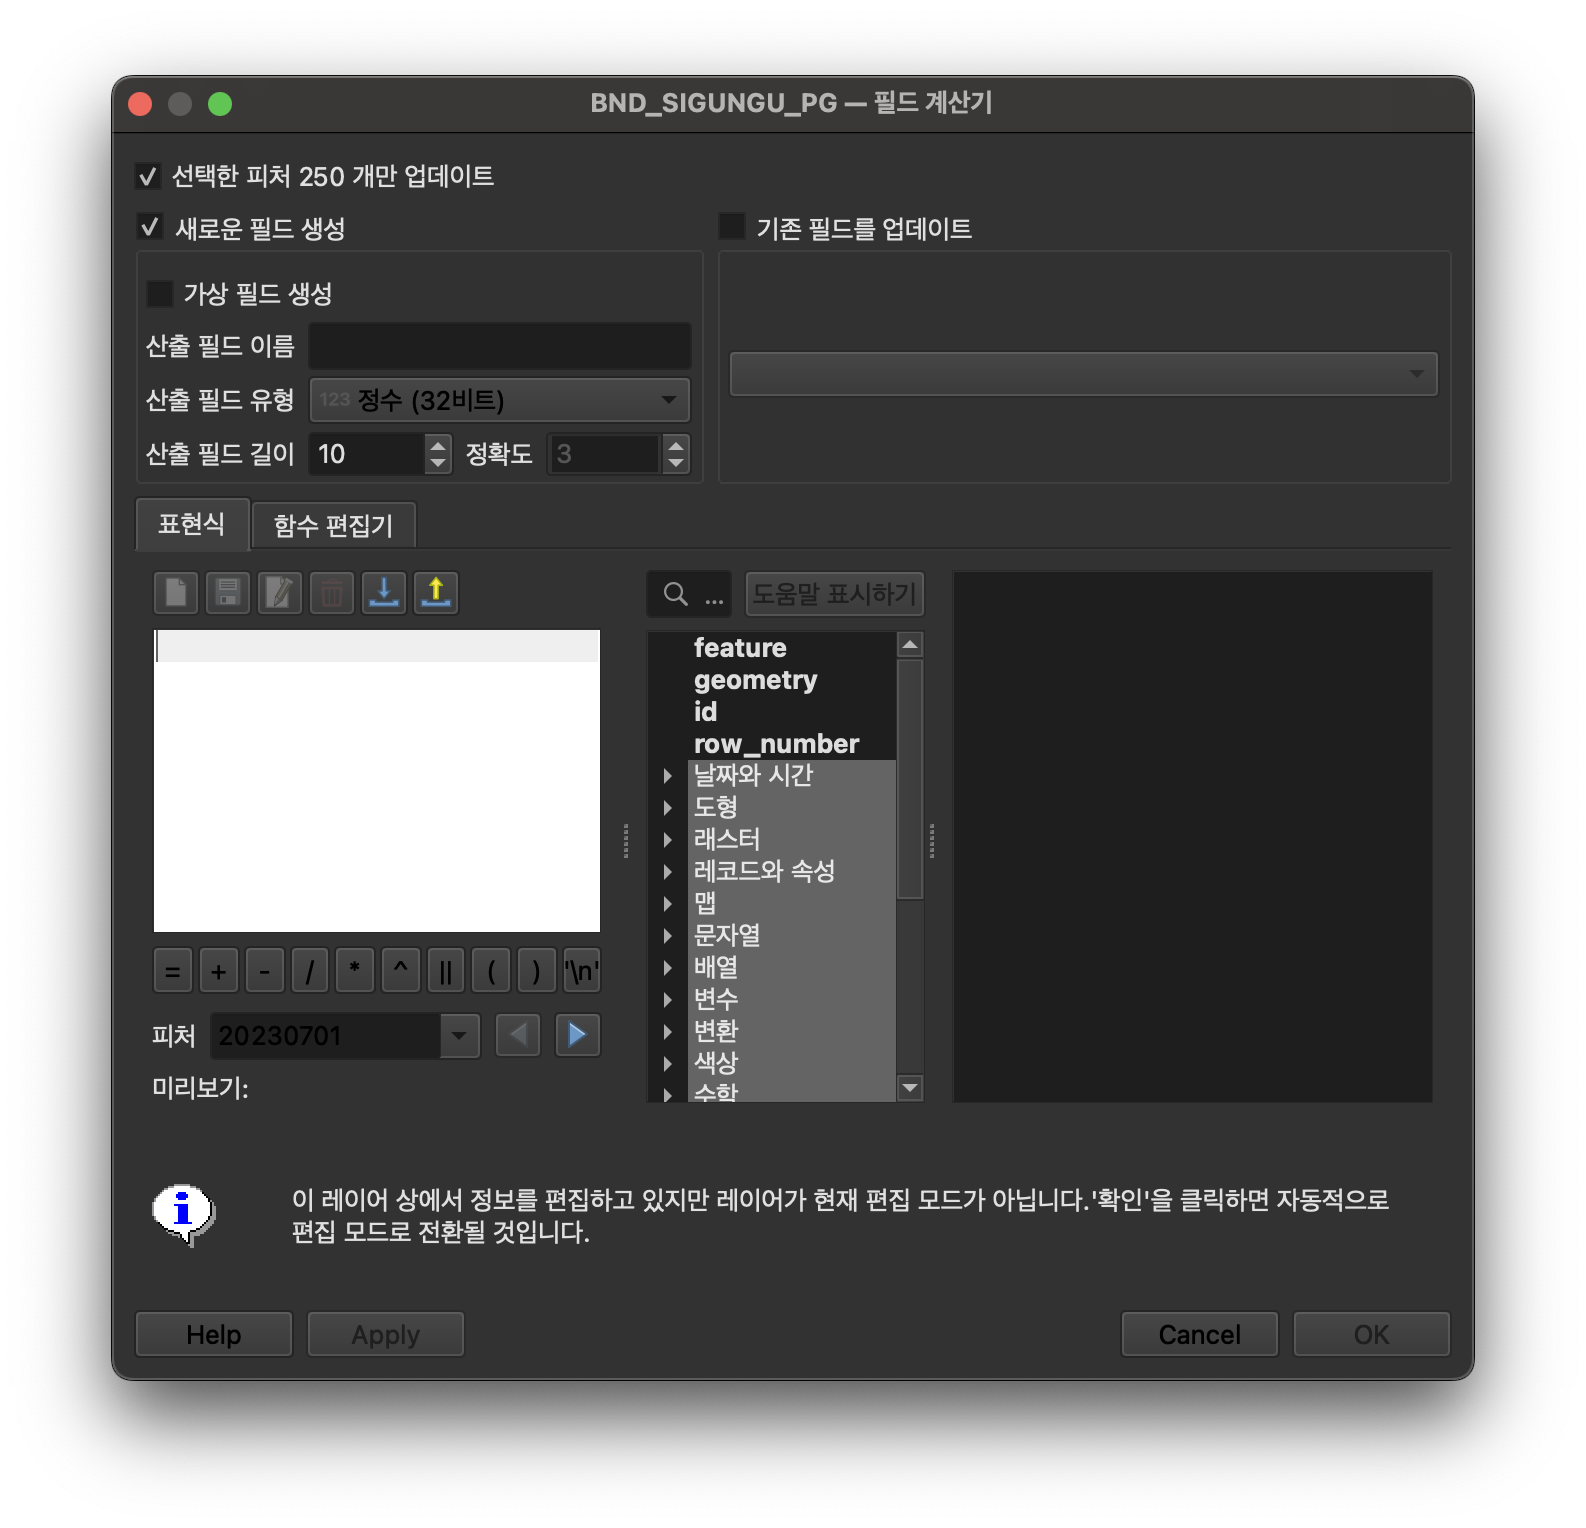 BND_SIGUNGU_PG — 필드 계산기
선택한 피처 250 개만 업데이트
새로운 필드 생성
기존 필드를 업데이트
가상 필드 생성
산출 필드 이름
산출 필드 유형 123 정수 (32비트)
산출 필드 길이 10 정확도 3
표현식 함수 편집기
... 도움말 표시하기
feature
geometry
id
row_number
날짜와 시간
도형
래스터
레코드와 속성
맵
문자열
배열
변수
변환
색상
수학
= + - / * ^ || ( ) '\n'
피처 20230701
미리보기:
이 레이어 상에서 정보를 편집하고 있지만 레이어가 현재 편집 모드가 아닙니다.'확인'을 클릭하면 자동적으로
편집 모드로 전환될 것입니다.
Help Apply Cancel OK